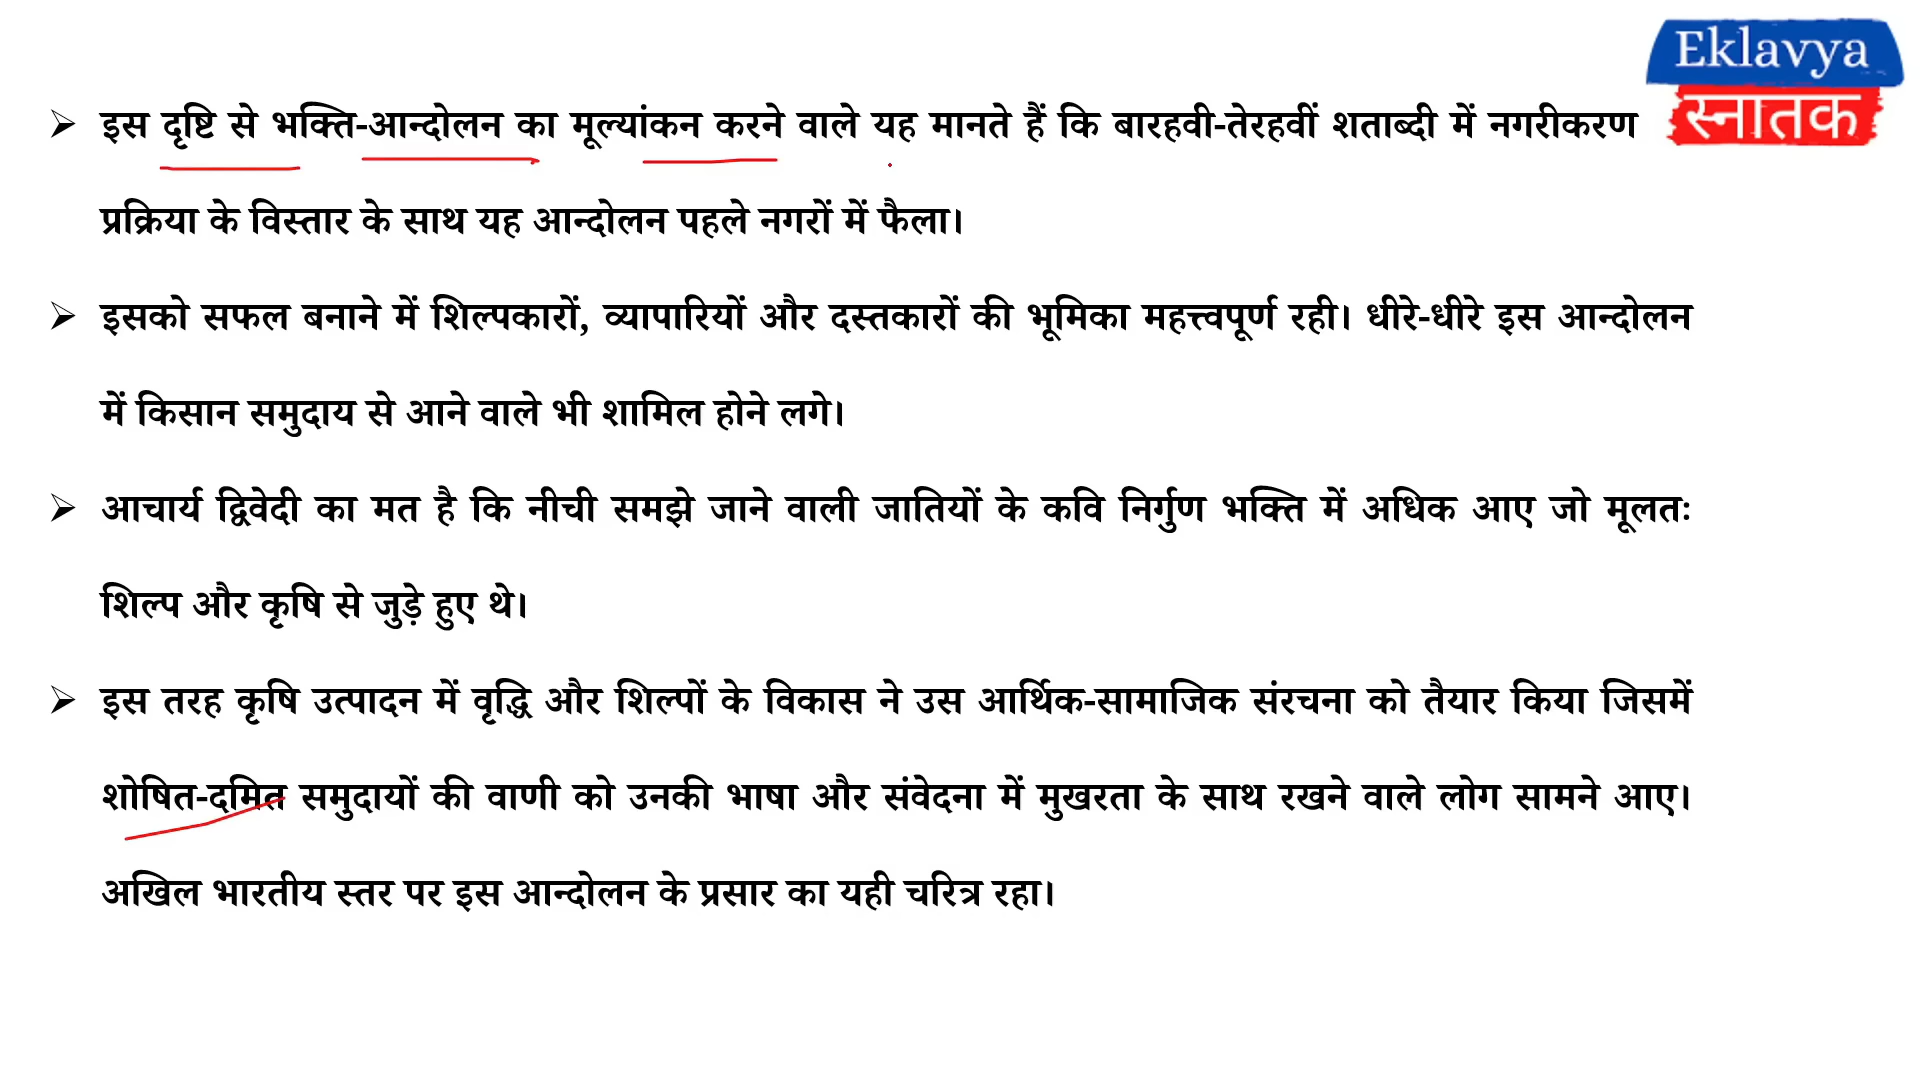 Eklavya
स्नातक
➢ इस दृष्टि से भक्ति-आन्दोलन का मूल्यांकन करने वाले यह मानते हैं कि बारहवी-तेरहवीं शताब्दी में नगरीकरण
प्रक्रिया के विस्तार के साथ यह आन्दोलन पहले नगरों में फैला।
➢ इसको सफल बनाने में शिल्पकारों, व्यापारियों और दस्तकारों की भूमिका महत्त्वपूर्ण रही। धीरे-धीरे इस आन्दोलन
में किसान समुदाय से आने वाले भी शामिल होने लगे।
➢ आचार्य द्विवेदी का मत है कि नीची समझे जाने वाली जातियों के कवि निर्गुण भक्ति में अधिक आए जो मूलतः
शिल्प और कृषि से जुड़े हुए थे।
➢ इस तरह कृषि उत्पादन में वृद्धि और शिल्पों के विकास ने उस आर्थिक-सामाजिक संरचना को तैयार किया जिसमें
शोषित-दमित समुदायों की वाणी को उनकी भाषा और संवेदना में मुखरता के साथ रखने वाले लोग सामने आए।
अखिल भारतीय स्तर पर इस आन्दोलन के प्रसार का यही चरित्र रहा।